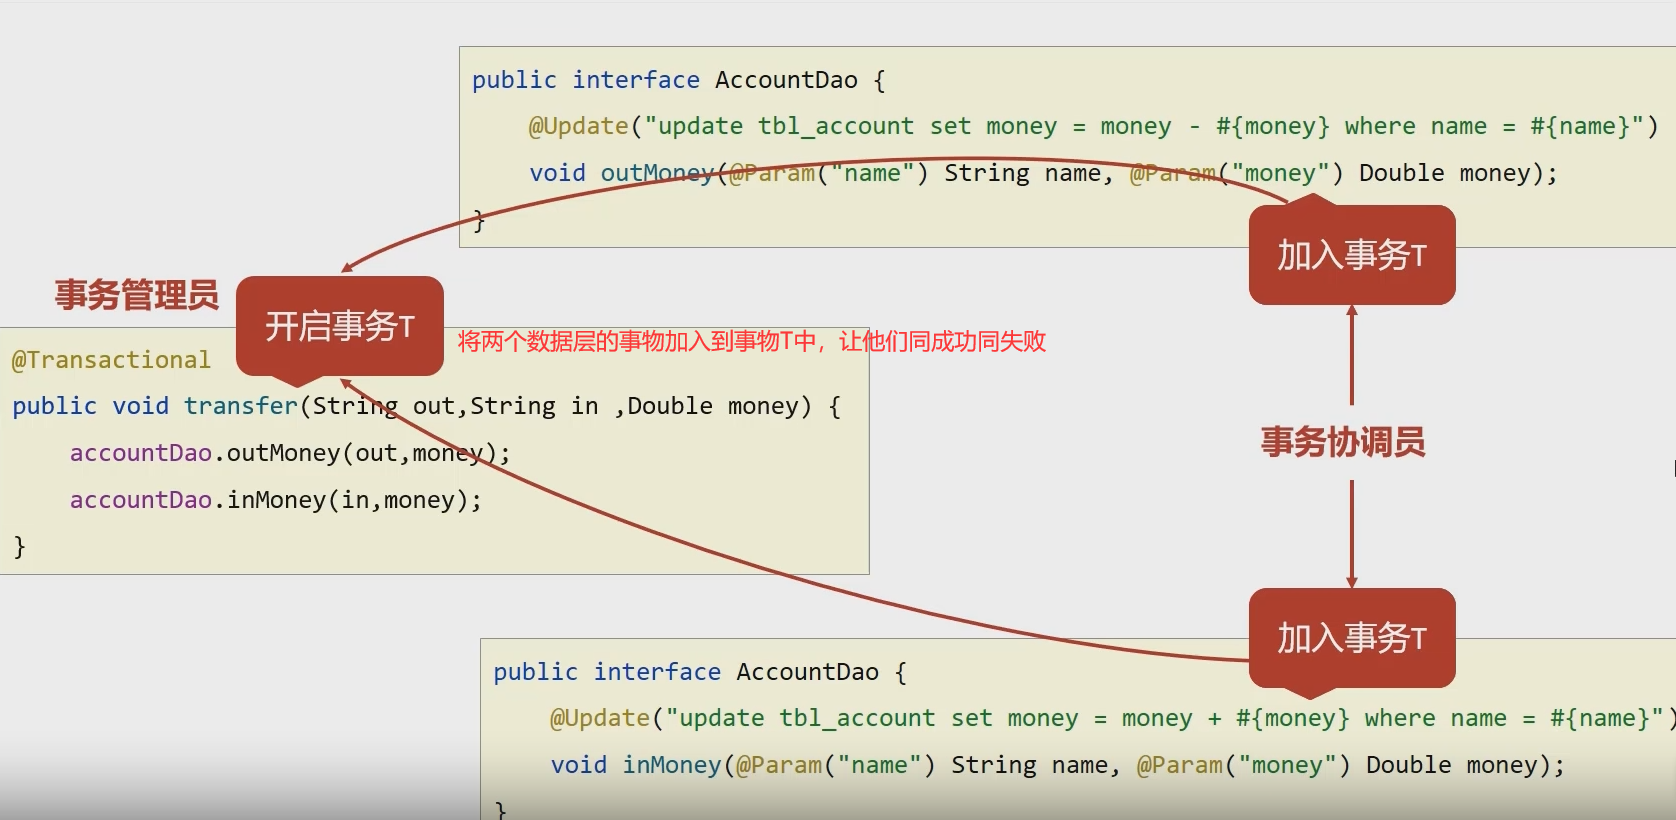 public interface AccountDao {
@Update("update tbl_account set money = money - #{money} where name = #{name}")
void outMoney(@Param("name") String name, @Param("money") Double money);
}
加入事务T
事务管理员
开启事务T
将两个数据层的事物加入到事物T中，让他们同成功同失败
@Transactional
public void transfer(String out,String in ,Double money) {
accountDao.outMoney(out,money);
accountDao.inMoney(in,money);
}
事务协调员
加入事务T
public interface AccountDao {
@Update("update tbl_account set money = money + #{money} where name = #{name}")
void inMoney(@Param("name") String name, @Param("money") Double money);
}